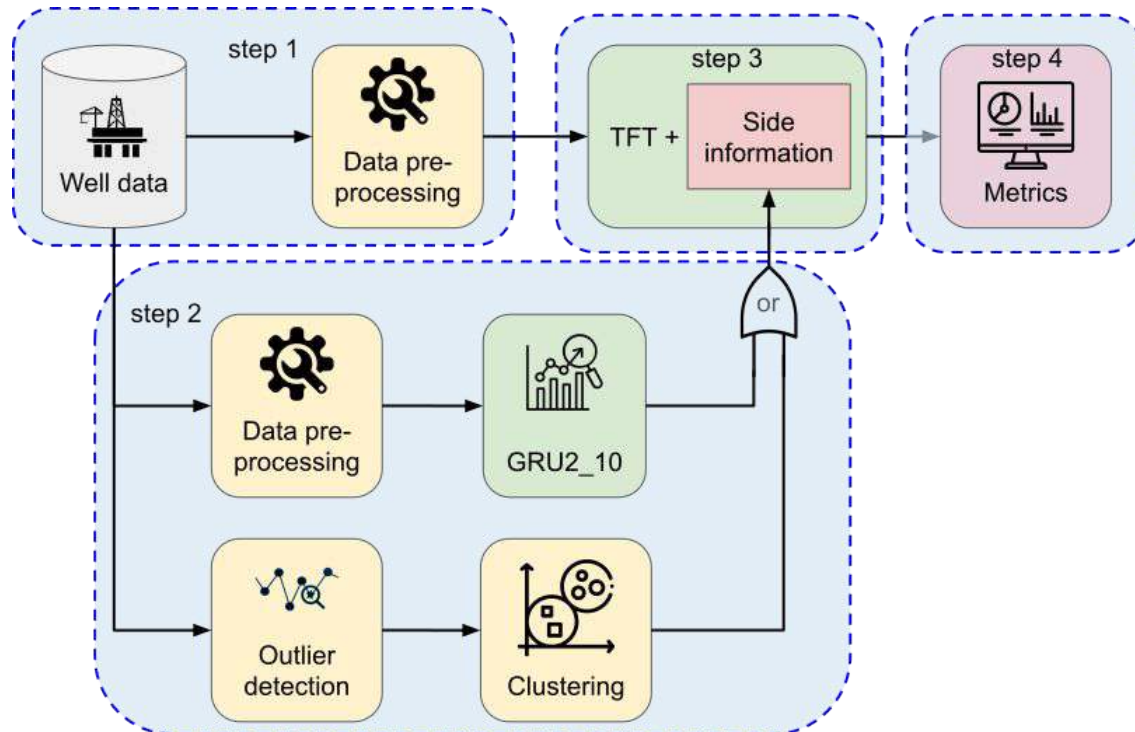 step 1
Well data
Data pre-
processing
step 3
TFT +
Side
information
step 4
Metrics
step 2
or
Data pre-
processing
GRU2_10
Outlier
detection
Clustering